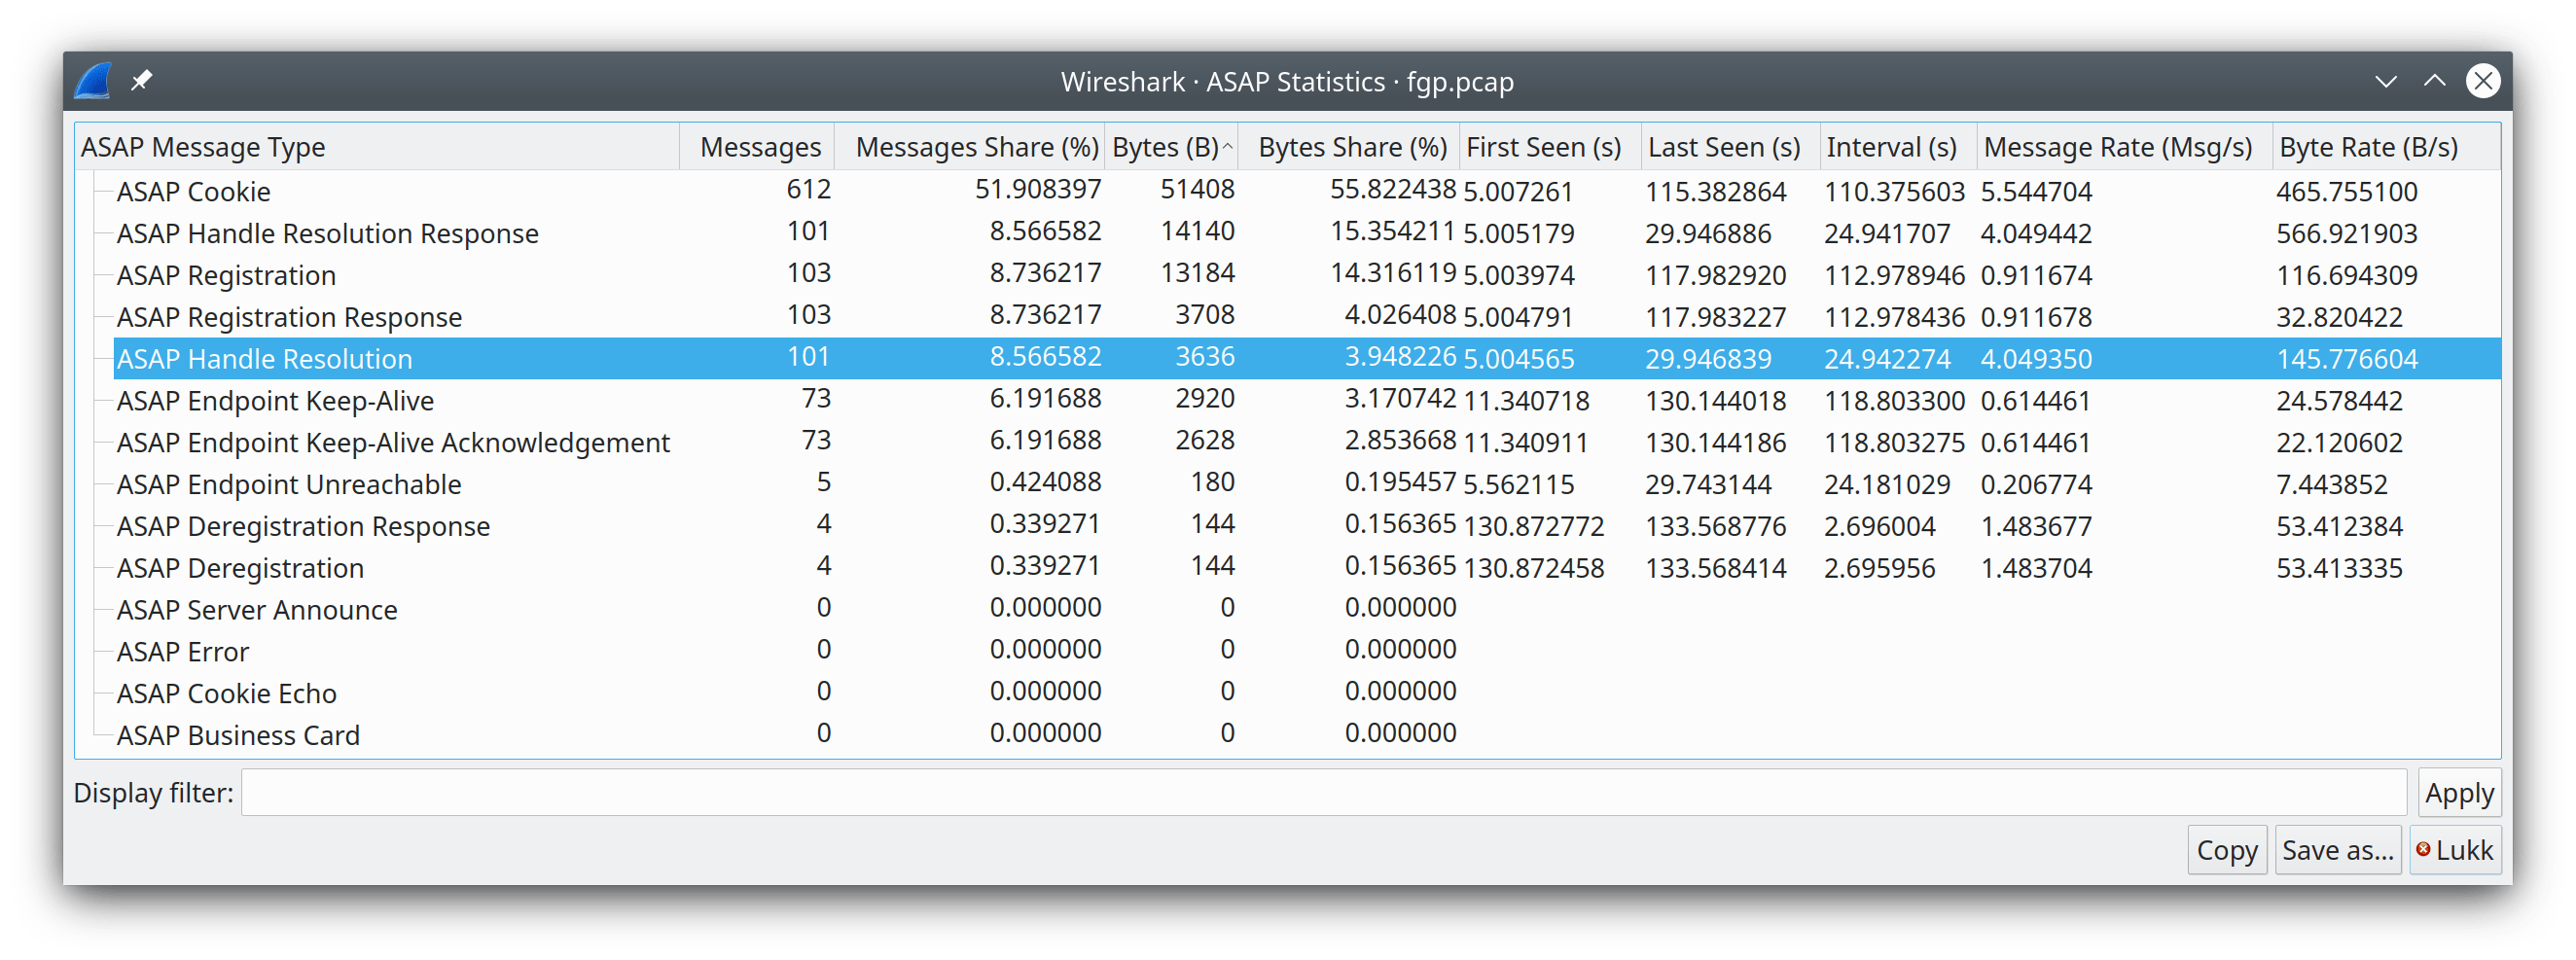 Wireshark · ASAP Statistics · fgp.pcap
ASAP Message Type Messages Messages Share (%) Bytes (B) Bytes Share (%) First Seen (s) Last Seen (s) Interval (s) Message Rate (Msg/s) Byte Rate (B/s)
ASAP Cookie 612 51.908397 51408 55.822438 5.007261 115.382864 110.375603 5.544704 465.755100
ASAP Handle Resolution Response 101 8.566582 14140 15.354211 5.005179 29.946886 24.941707 4.049442 566.921903
ASAP Registration 103 8.736217 13184 14.316119 5.003974 117.982920 112.978946 0.911674 116.694309
ASAP Registration Response 103 8.736217 3708 4.026408 5.004791 117.983227 112.978436 0.911678 32.820422
ASAP Handle Resolution 101 8.566582 3636 3.948226 5.004565 29.946839 24.942274 4.049350 145.776604
ASAP Endpoint Keep-Alive 73 6.191688 2920 3.170742 11.340718 130.144018 118.803300 0.614461 24.578442
ASAP Endpoint Keep-Alive Acknowledgement 73 6.191688 2628 2.853668 11.340911 130.144186 118.803275 0.614461 22.120602
ASAP Endpoint Unreachable 5 0.424088 180 0.195457 5.562115 29.743144 24.181029 0.206774 7.443852
ASAP Deregistration Response 4 0.339271 144 0.156365 130.872772 133.568776 2.696004 1.483677 53.412384
ASAP Deregistration 4 0.339271 144 0.156365 130.872458 133.568414 2.695956 1.483704 53.413335
ASAP Server Announce 0 0.000000 0 0.000000
ASAP Error 0 0.000000 0 0.000000
ASAP Cookie Echo 0 0.000000 0 0.000000
ASAP Business Card 0 0.000000 0 0.000000
Display filter: Apply
Copy Save as... Lukk